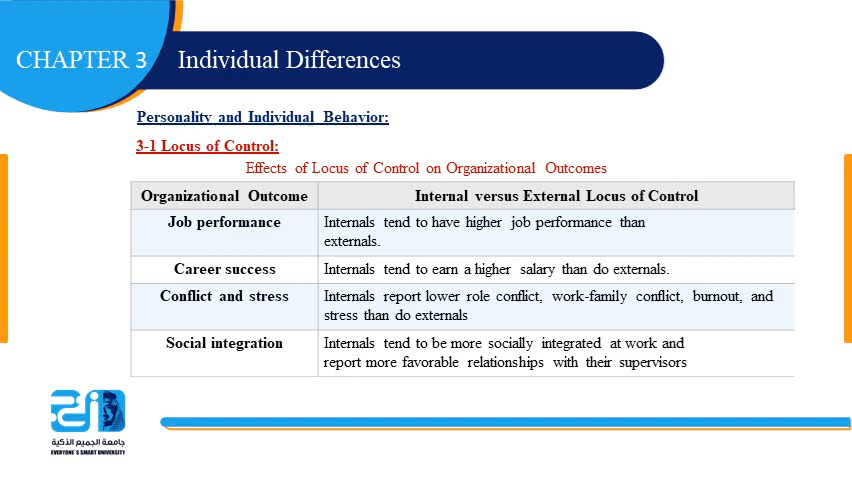 CHAPTER 3 Individual Differences
Personality and Individual Behavior:
3-1 Locus of Control:
Effects of Locus of Control on Organizational Outcomes
Organizational Outcome Internal versus External Locus of Control
Job performance Internals tend to have higher job performance than
externals.
Career success Internals tend to earn a higher salary than do externals.
Conflict and stress Internals report lower role conflict, work-family conflict, burnout, and
stress than do externals
Social integration Internals tend to be more socially integrated at work and
report more favorable relationships with their supervisors
جامعة الجميع الذكية
EVERYONE'S SMART UNIVERSITY